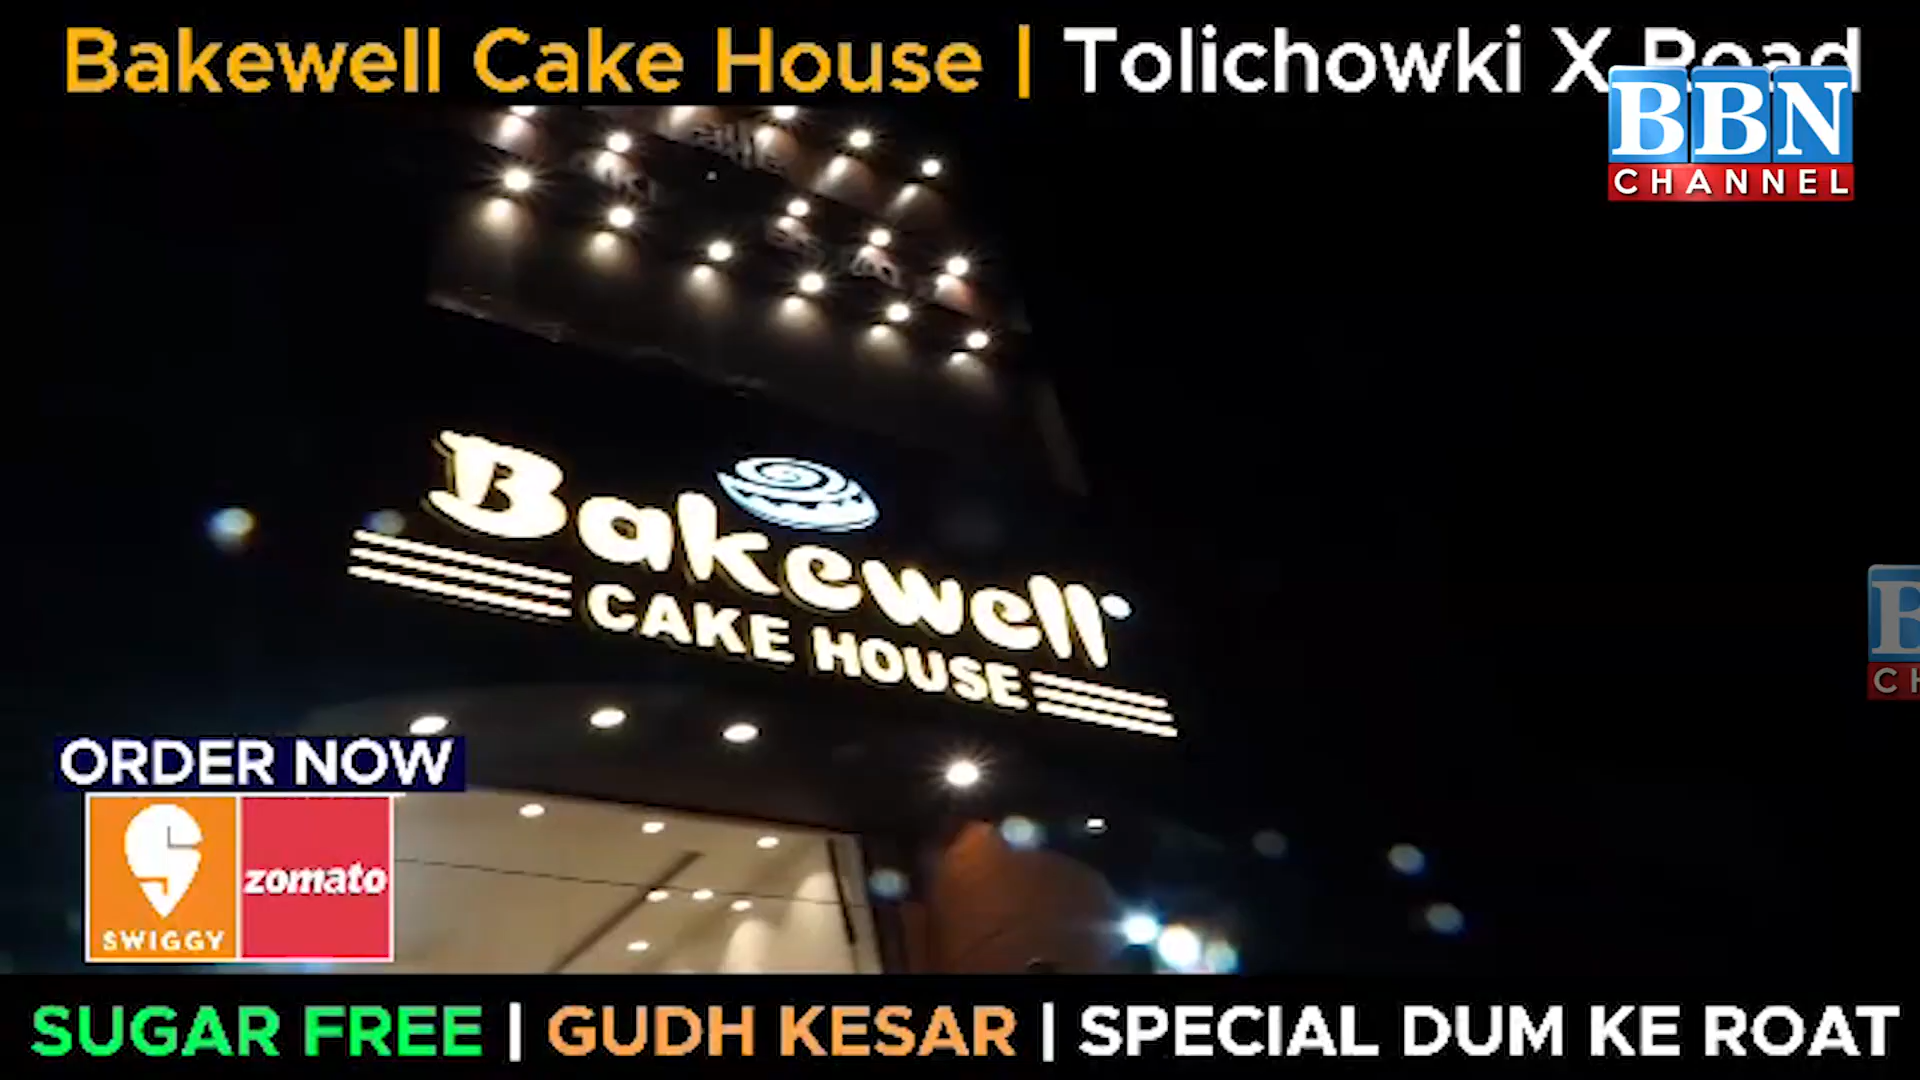 Bakewell Cake House | Tolichowki X Road
BBN
CHANNEL
Bakewell
CAKE HOUSE
ORDER NOW
SWIGGY
zomato
SUGAR FREE | GUDH KESAR | SPECIAL DUM KE ROAT